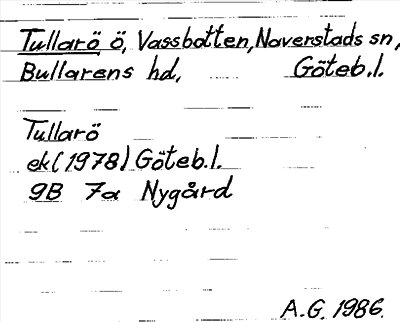 Tullarö ö, Vassbotten, Naverstads sn,
Bullarens hd, Göteb.l.
Tullarö
ek(1978) Göteb.l.
9B 7a Nygård
A.G. 1986.